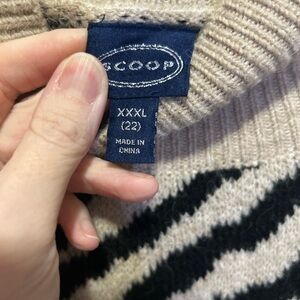 SCOOP
XXXL
(22)
MADE IN
CHINA